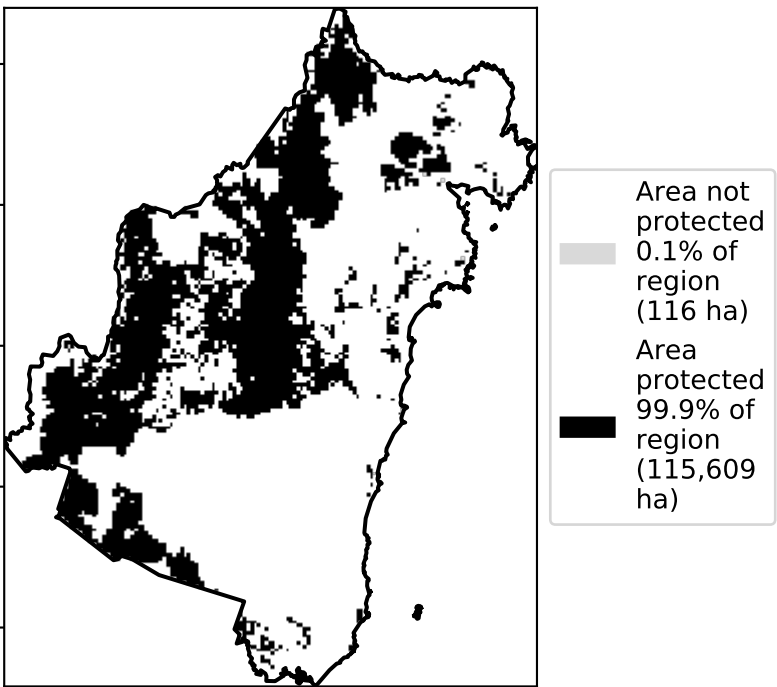 Area not
protected
0.1% of
region
(116 ha)
Area
protected
99.9% of
region
(115,609
ha)